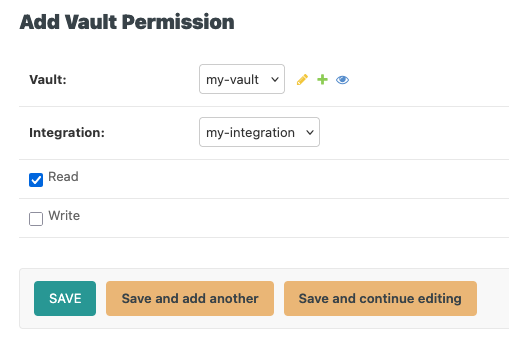 Add Vault Permission
Vault: my-vault
Integration: my-integration
Read
Write
SAVE Save and add another Save and continue editing